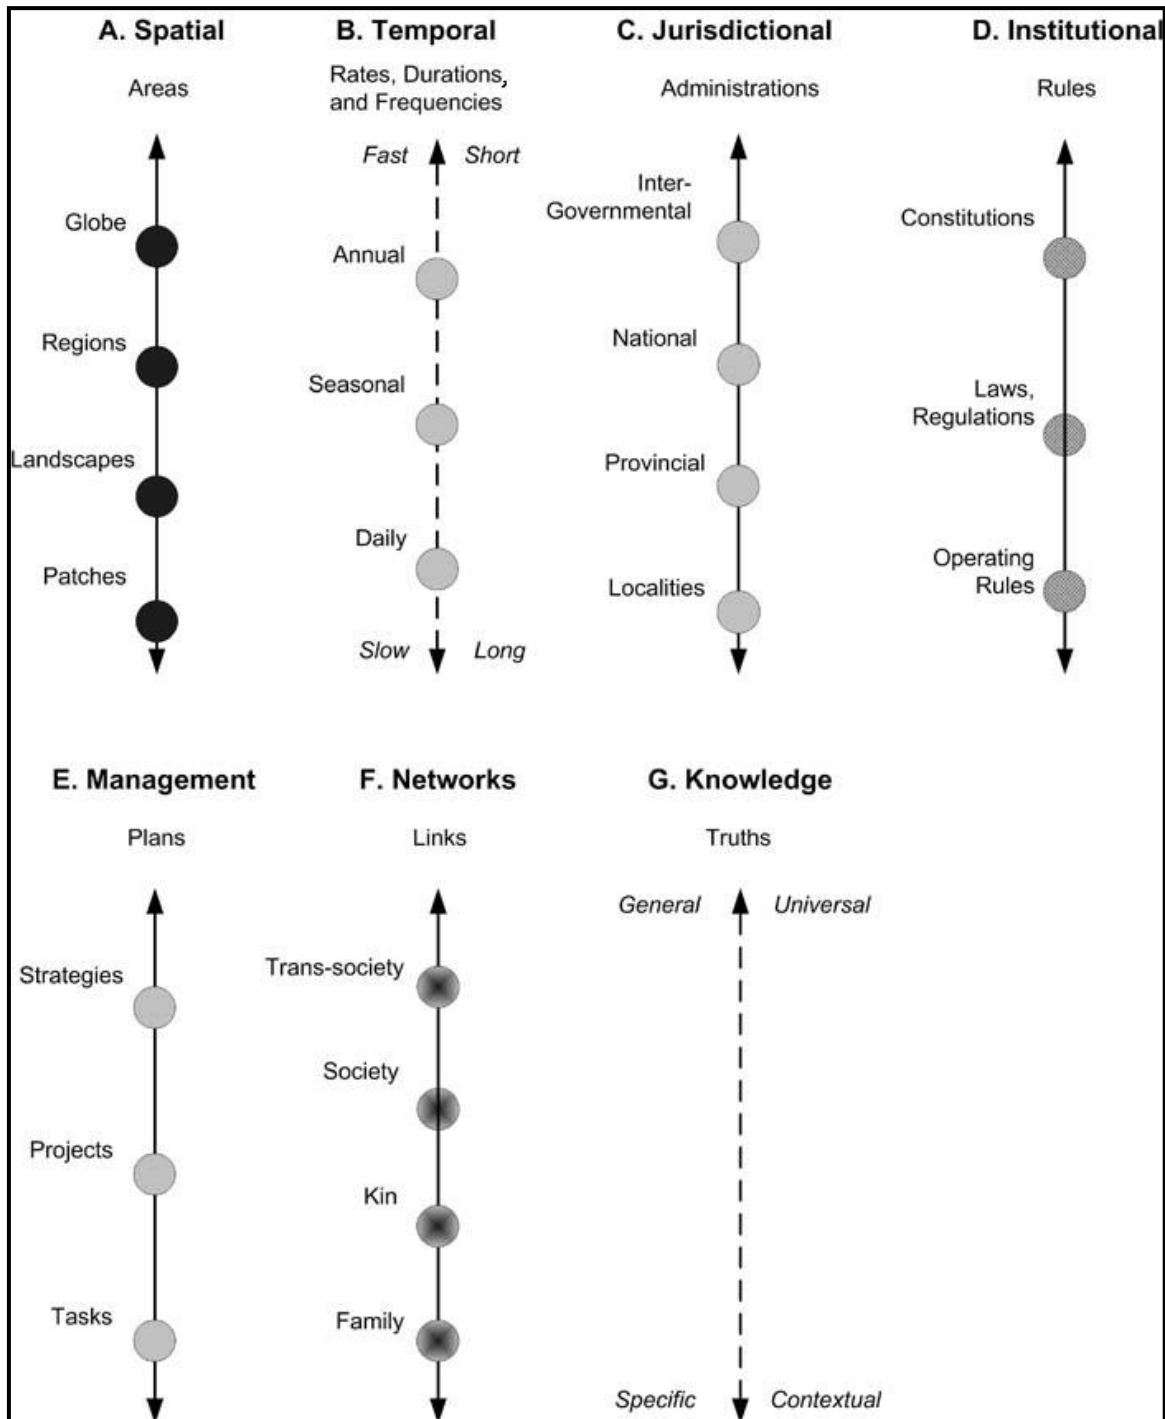 A. Spatial
Areas
Globe
Regions
Landscapes
Patches
B. Temporal
Rates, Durations,
and Frequencies
Fast
Short
Annual
Seasonal
Daily
Slow
Long
C. Jurisdictional
Administrations
Inter-
Governmental
National
Provincial
Localities
D. Institutional
Rules
Constitutions
Laws,
Regulations
Operating
Rules
E. Management
Plans
Strategies
Projects
Tasks
F. Networks
Links
Trans-society
Society
Kin
Family
G. Knowledge
Truths
General
Universal
Specific
Contextual